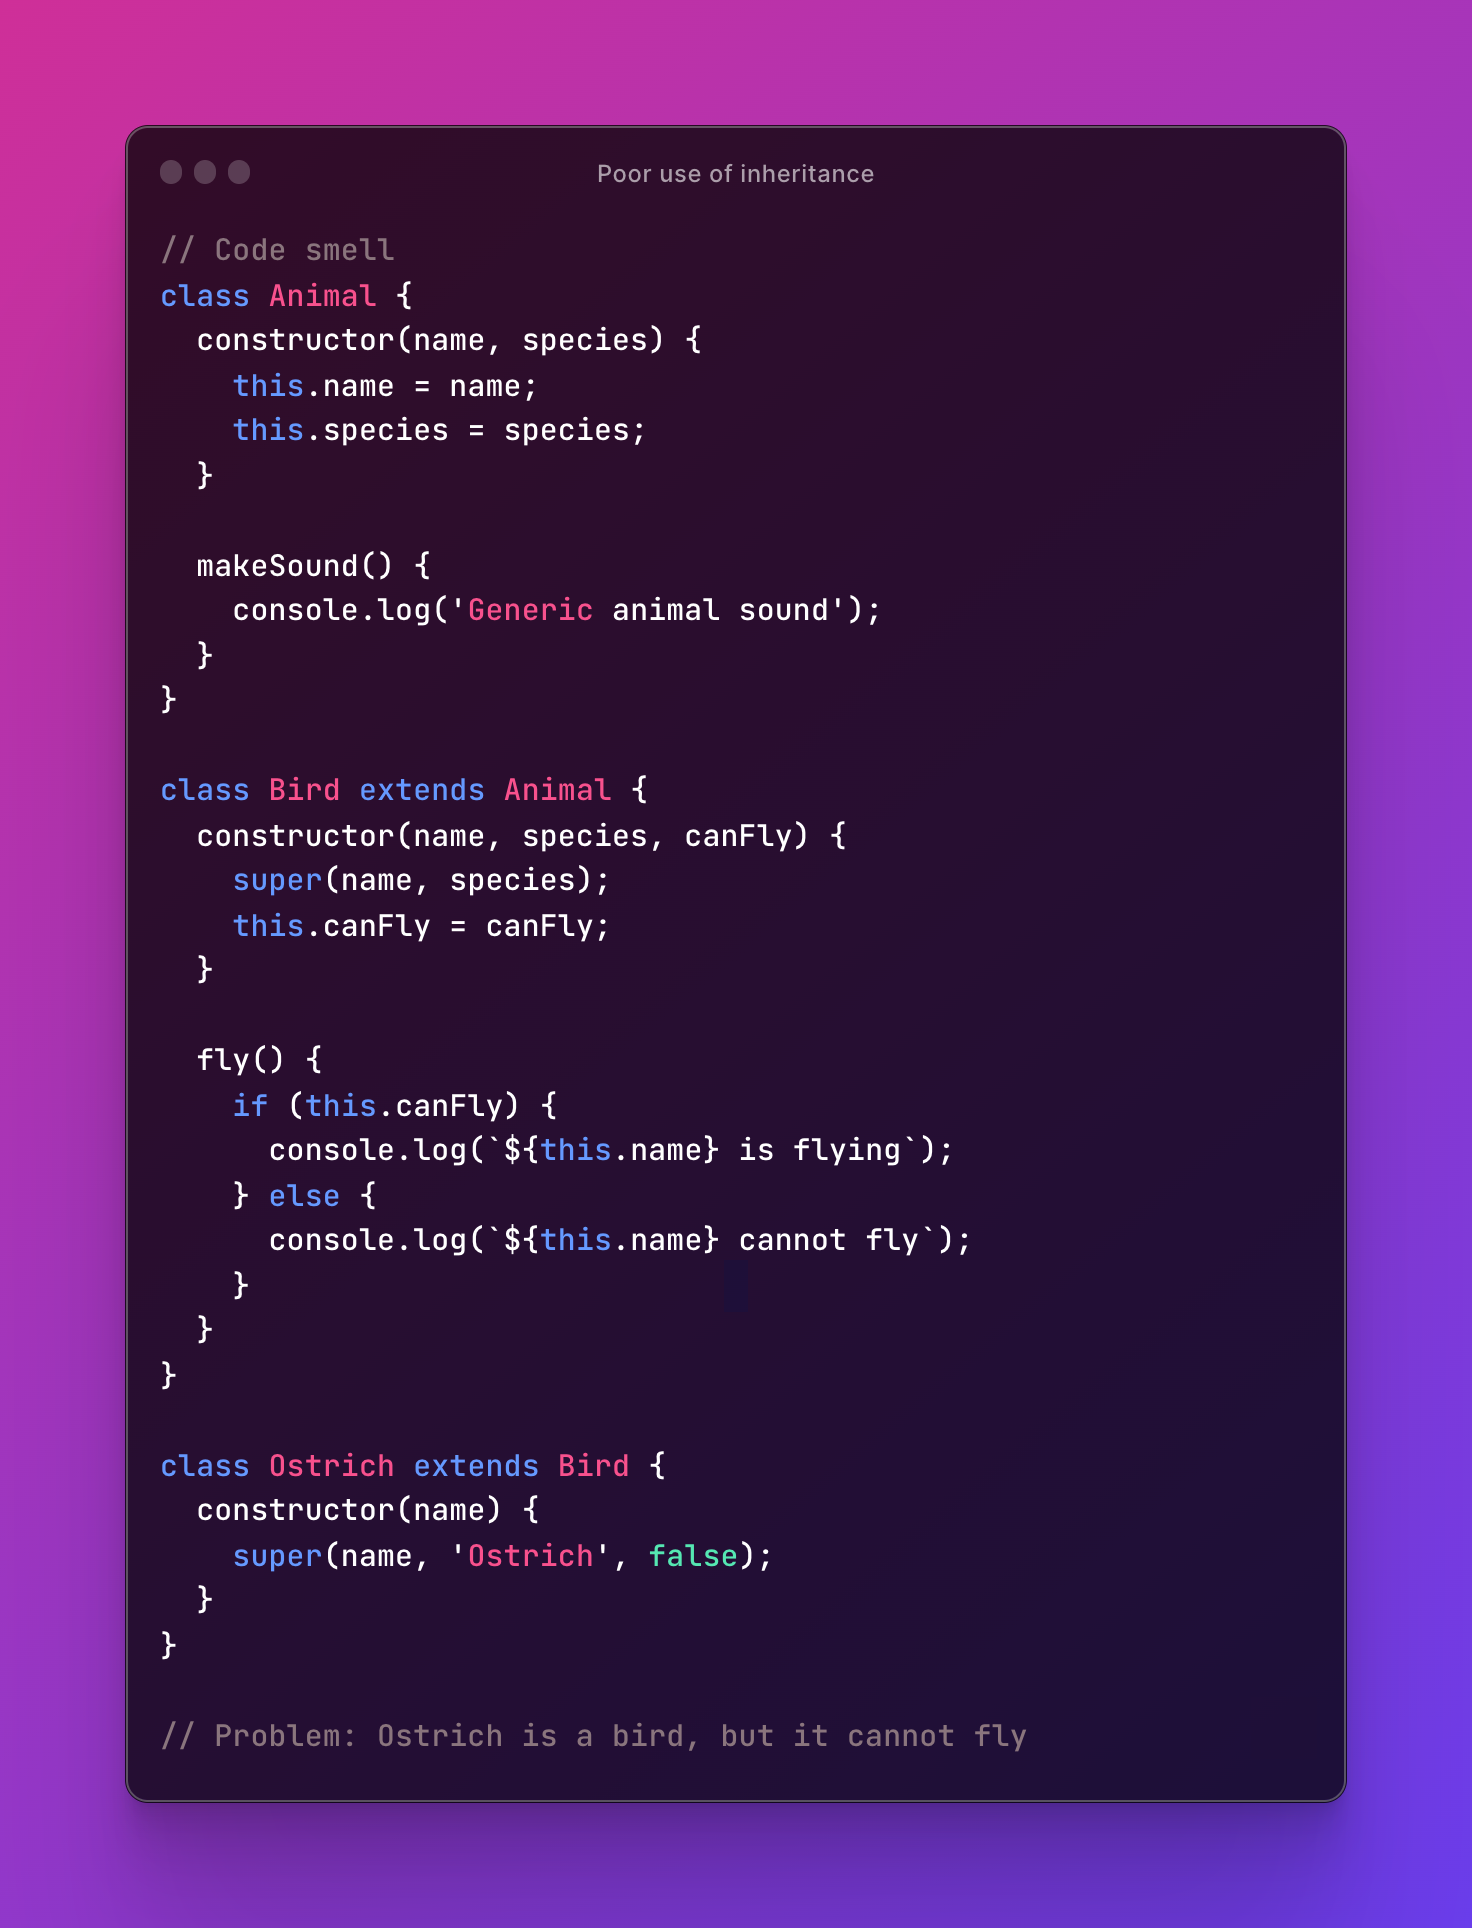 Poor use of inheritance
// Code smell
class Animal {
  constructor(name, species) {
    this.name = name;
    this.species = species;
  }

  makeSound() {
    console.log('Generic animal sound');
  }
}

class Bird extends Animal {
  constructor(name, species, canFly) {
    super(name, species);
    this.canFly = canFly;
  }

  fly() {
    if (this.canFly) {
      console.log(`${this.name} is flying`);
    } else {
      console.log(`${this.name} cannot fly`);
    }
  }
}

class Ostrich extends Bird {
  constructor(name) {
    super(name, 'Ostrich', false);
  }
}

// Problem: Ostrich is a bird, but it cannot fly